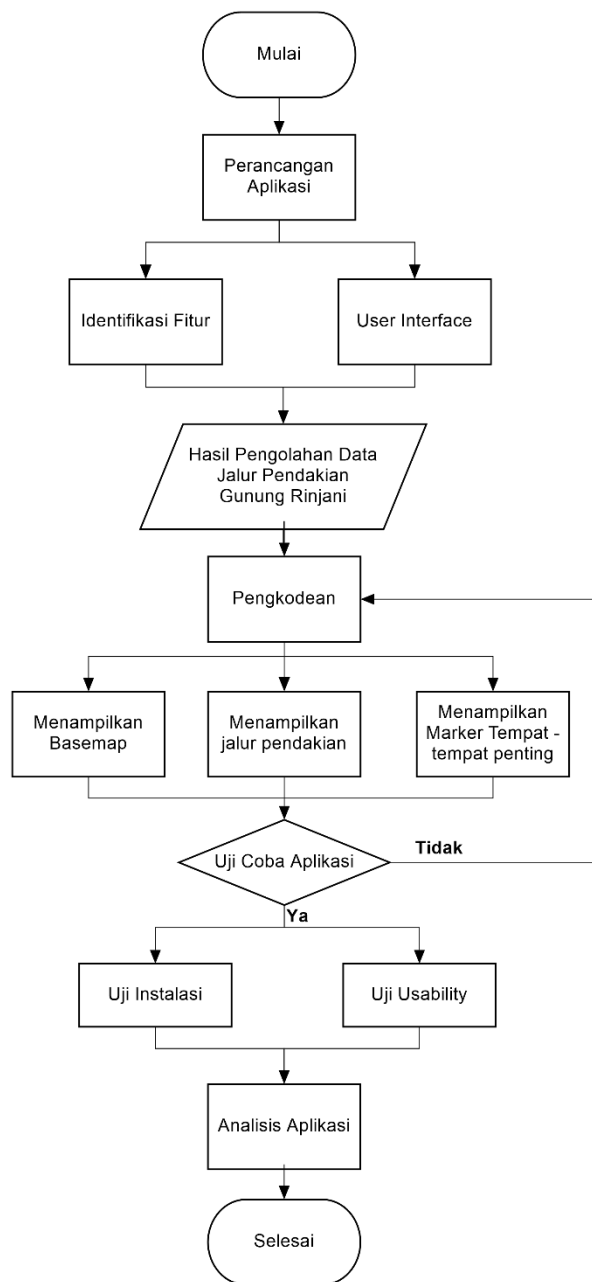 Mulai
Perancangan
Aplikasi
Identifikasi Fitur
User Interface
Hasil Pengolahan Data
Jalur Pendakian
Gunung Rinjani
Pengkodean
Menampilkan
Basemap
Menampilkan
jalur pendakian
Menampilkan
Marker Tempat -
tempat penting
Uji Coba Aplikasi
Tidak
Ya
Uji Instalasi
Uji Usability
Analisis Aplikasi
Selesai